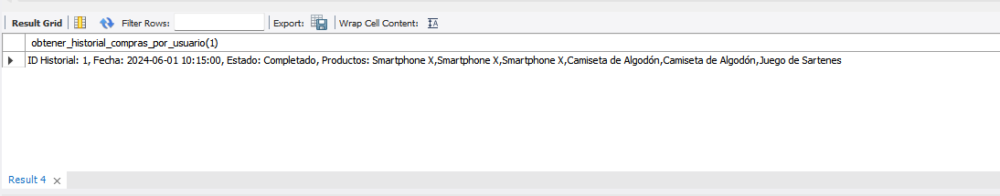 Result Grid Filter Rows: Export: Wrap Cell Content:
obtener_historial_compras_por_usuario(1)
ID Historial: 1, Fecha: 2024-06-01 10:15:00, Estado: Completado, Productos: Smartphone X,Smartphone X,Smartphone X,Camiseta de Algodón,Camiseta de Algodón,Juego de Sartenes
Result 4